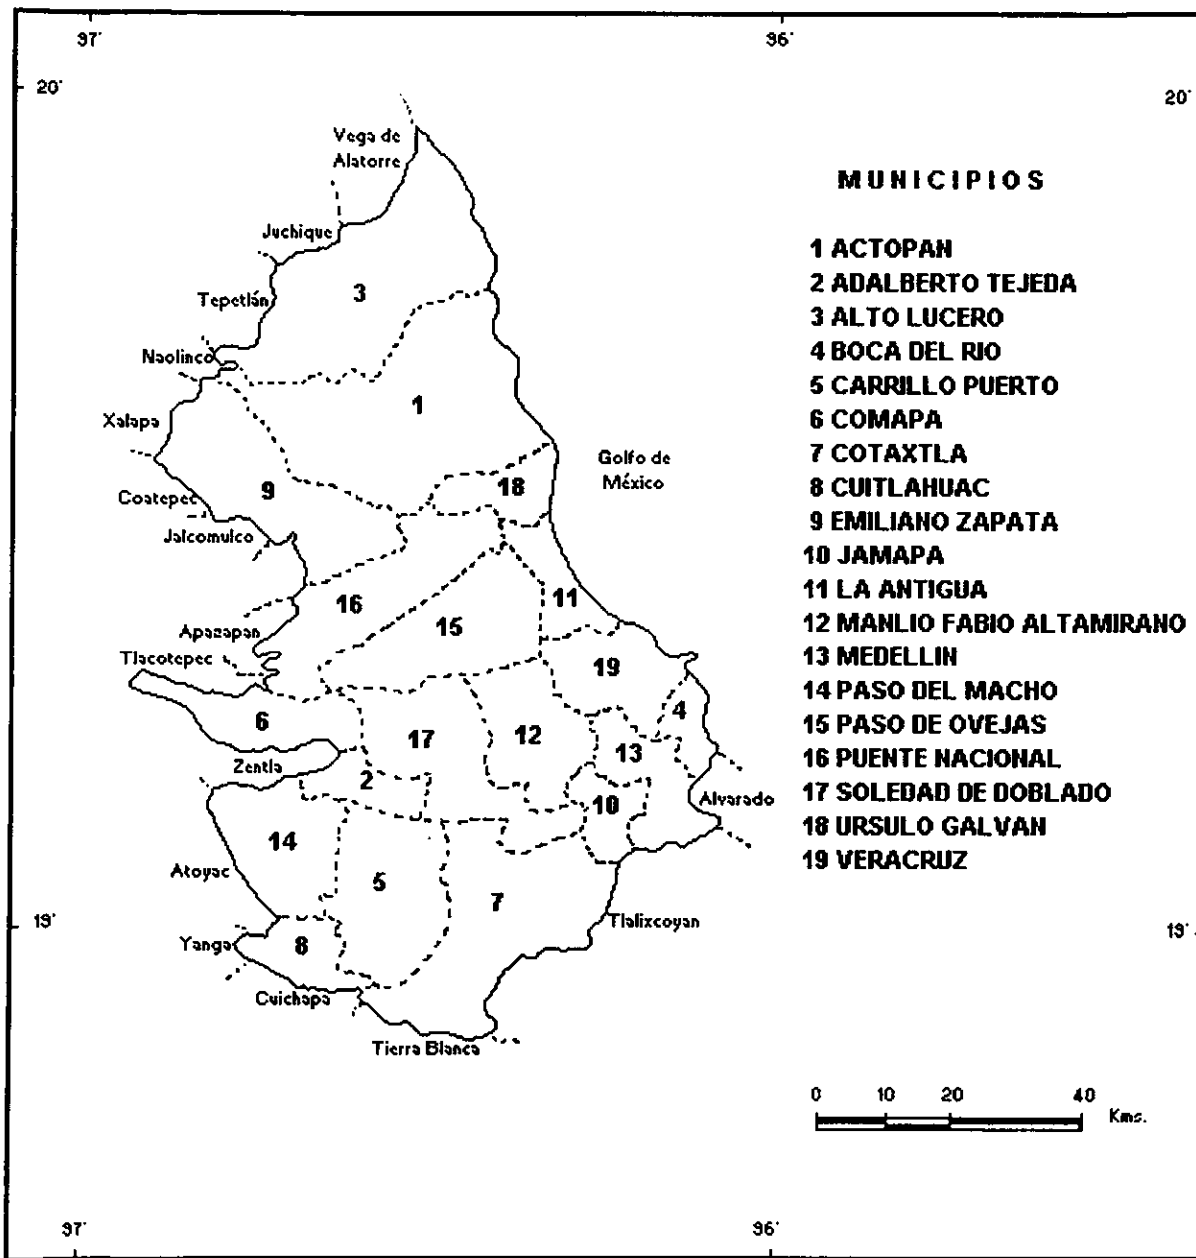 97°
96°
20°
20°
Vega de
Alatorre
MUNICIPIOS
Juchique
1 ACTOPAN
2 ADALBERTO TEJEDA
Tepetlán
3
3 ALTO LUCERO
4 BOCA DEL RIO
Naolinco
5 CARRILLO PUERTO
1
6 COMAPA
Xalapa
7 COTAXTLA
Golfo de
México
9
18
8 CUITLAHUAC
Coatepec
9 EMILIANO ZAPATA
Jalcomulco
10 JAMAPA
11 LA ANTIGUA
16
11
12 MANLIO FABIO ALTAMIRANO
15
Apazapan
13 MEDELLIN
Tlacotepec
19
14 PASO DEL MACHO
6
4
15 PASO DE OVEJAS
17
12
13
16 PUENTE NACIONAL
Zentla
2
17 SOLEDAD DE DOBLADO
10
Alvarado
18 URSULO GALVAN
14
19 VERACRUZ
Atoyac
5
7
Tlalixcoyan
19°
19°
Yanga
8
Cuichapa
Tierra Blanca
0 10 20 40
Kms.
97°
96°